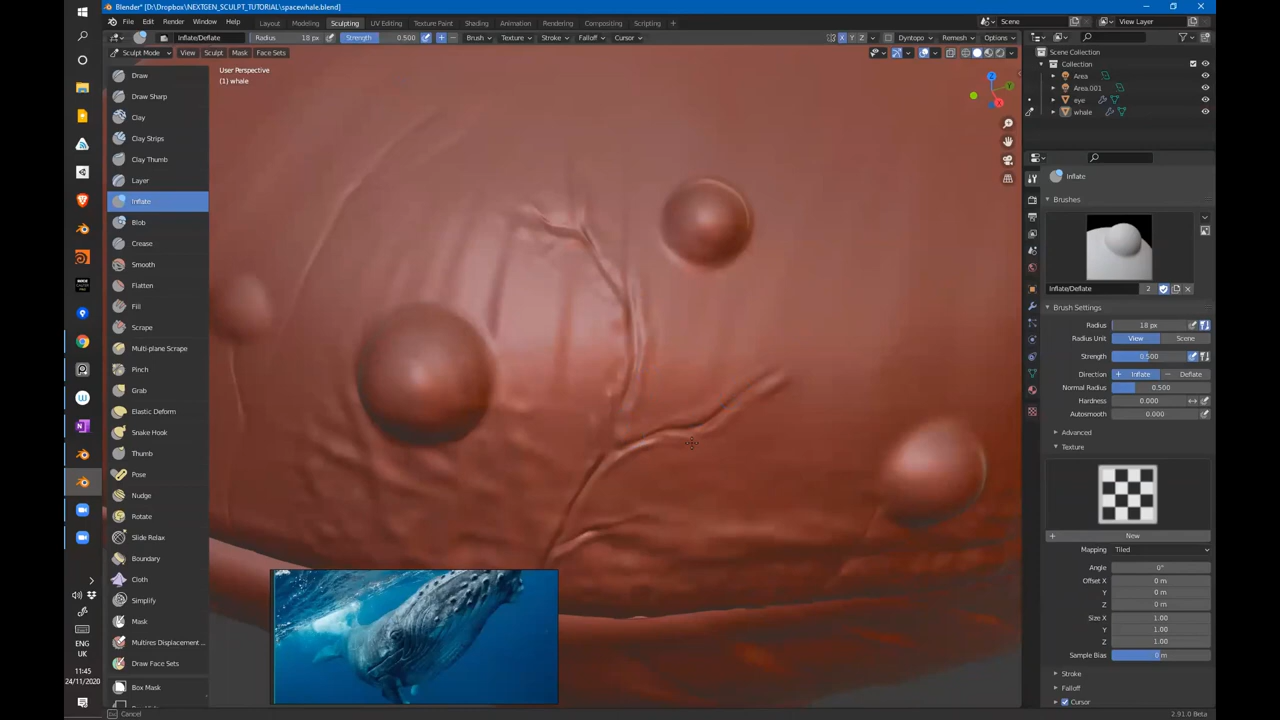 Blender* [D:\Dropbox\NEXTGEN_SCULPT_TUTORIAL\spacewhale.blend]
File Edit Render Window Help Layout Modeling Sculpting UV Editing Texture Paint Shading Animation Rendering Compositing Scripting + Scene View Layer
Inflate/Deflate Radius 18 px Strength 0.500 Brush Texture Stroke Falloff Cursor X Y Z Dyntopo Remesh Options
Sculpt Mode View Sculpt Mask Face Sets
User Perspective
(1) whale
Draw
Draw Sharp
Clay
Clay Strips
Clay Thumb
Layer
Inflate
Blob
Crease
Smooth
Flatten
Fill
Scrape
Multi-plane Scrape
Pinch
Grab
Elastic Deform
Snake Hook
Thumb
Pose
Nudge
Rotate
Slide Relax
Boundary
Cloth
Simplify
Mask
Multires Displacement ...
Draw Face Sets
Box Mask
Cancel
ENG
UK
11:45
24/11/2020
Z
Y
X
Scene Collection
Collection
Area
Area.001
eye
whale
Inflate
Brushes
Inflate/Deflate 2
Brush Settings
Radius 18 px
Radius Unit View Scene
Strength 0.500
Direction + Inflate − Deflate
Normal Radius 0.500
Hardness 0.000
Autosmooth 0.000
Advanced
Texture
+ New
Mapping Tiled
Angle 0°
Offset X 0 m
Y 0 m
Z 0 m
Size X 1.00
Y 1.00
Z 1.00
Sample Bias 0 m
Stroke
Falloff
Cursor
2.91.0 Beta